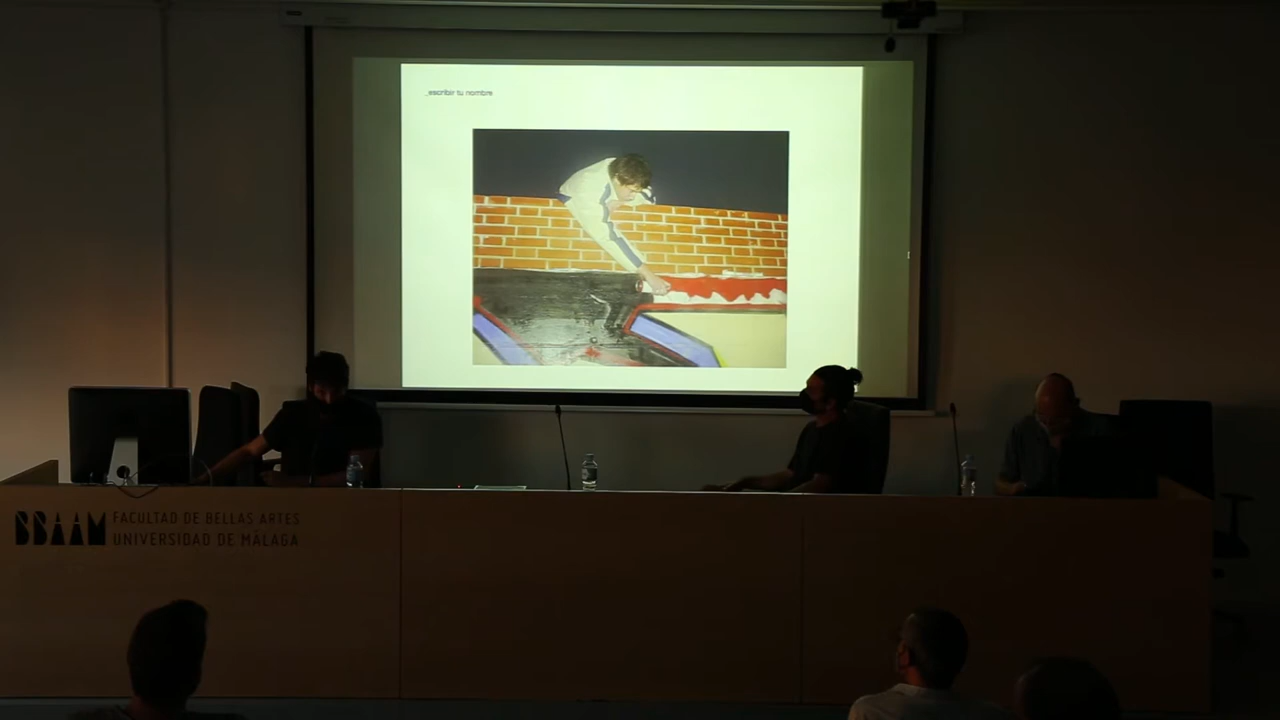 _escribir tu nombre
BBAAM FACULTAD DE BELLAS ARTES
UNIVERSIDAD DE MÁLAGA